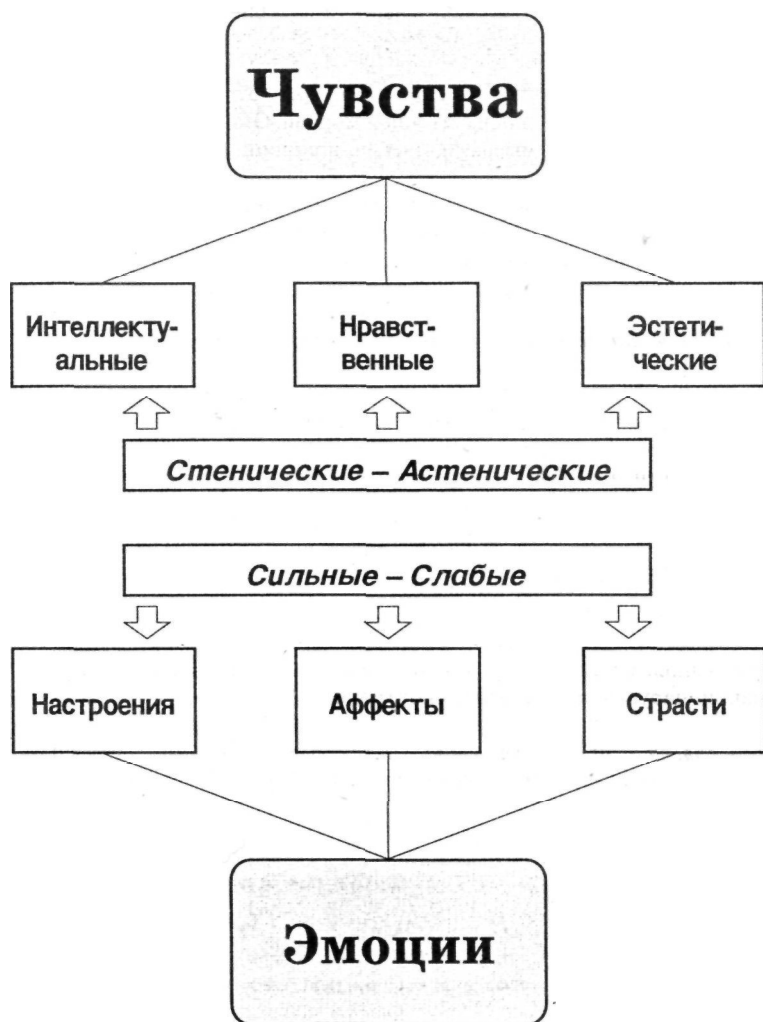 Чувства
Интеллекту-
альные
Нравст-
венные
Эстети-
ческие
Стенические – Астенические
Сильные – Слабые
Настроения
Аффекты
Страсти
Эмоции